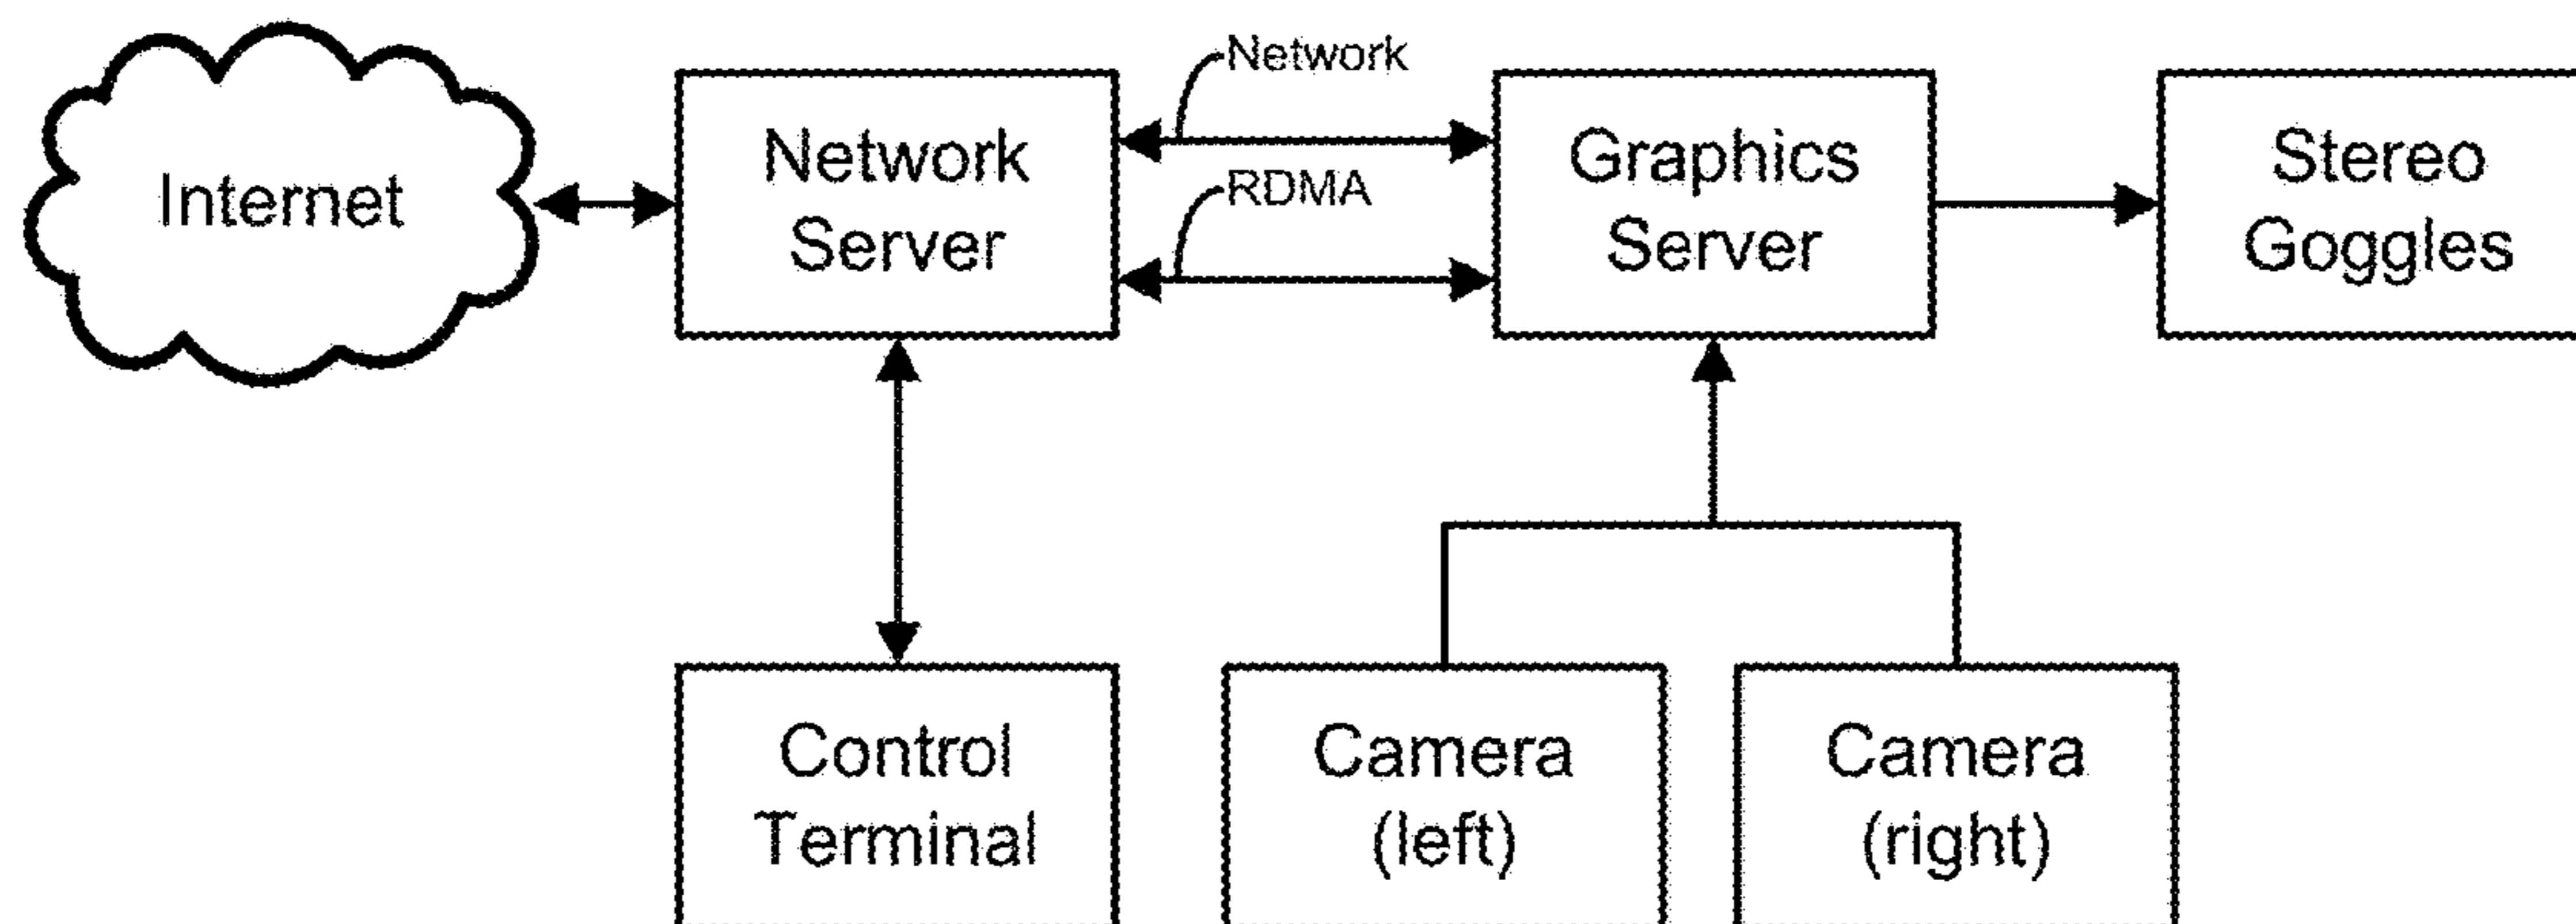 Internet
Network
Server
Network
RDMA
Graphics
Server
Stereo
Goggles
Control
Terminal
Camera
(left)
Camera
(right)